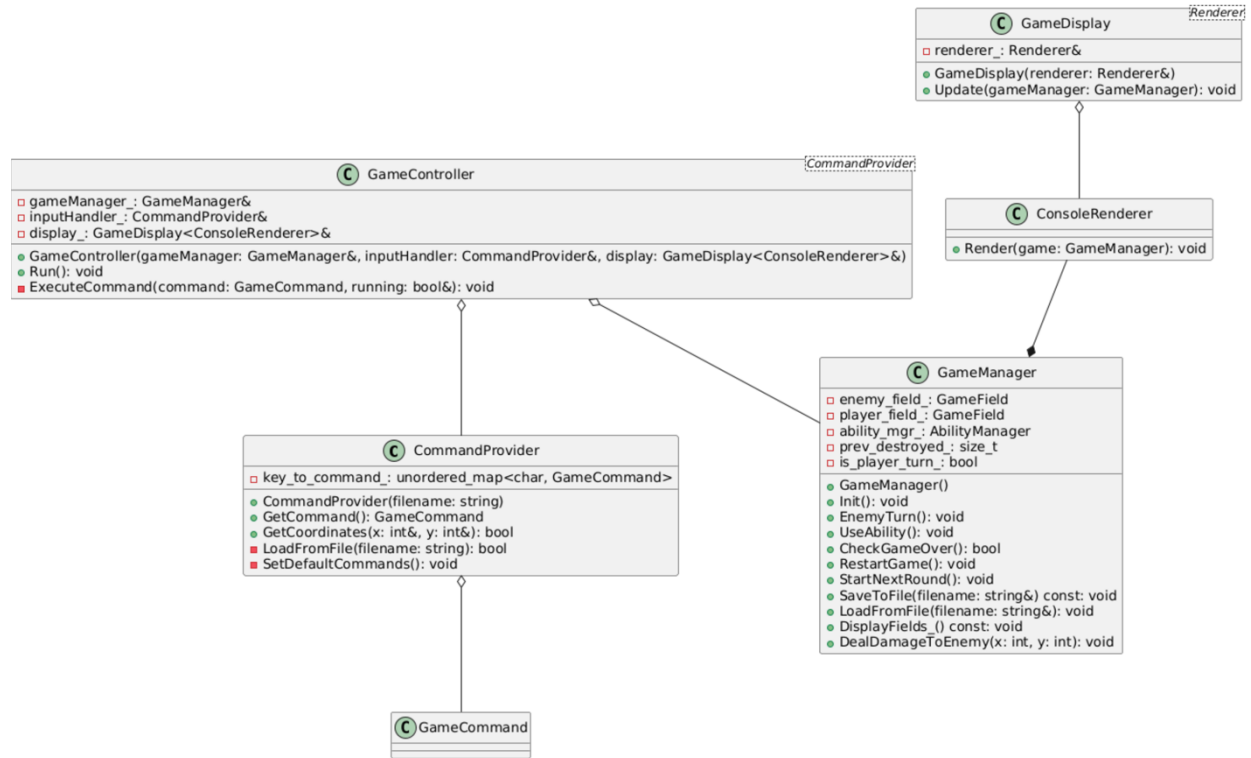 Renderer
C GameDisplay
renderer_: Renderer&
GameDisplay(renderer: Renderer&)
Update(gameManager: GameManager): void
CommandProvider
C GameController
gameManager_: GameManager&
inputHandler_: CommandProvider&
display_: GameDisplay<ConsoleRenderer>&
GameController(gameManager: GameManager&, inputHandler: CommandProvider&, display: GameDisplay<ConsoleRenderer>&)
Run(): void
ExecuteCommand(command: GameCommand, running: bool&): void
C ConsoleRenderer
Render(game: GameManager): void
C GameManager
enemy_field_: GameField
player_field_: GameField
ability_mgr_: AbilityManager
prev_destroyed_: size_t
is_player_turn_: bool
GameManager()
Init(): void
EnemyTurn(): void
UseAbility(): void
CheckGameOver(): bool
RestartGame(): void
StartNextRound(): void
SaveToFile(filename: string&) const: void
LoadFromFile(filename: string&): void
DisplayFields_() const: void
DealDamageToEnemy(x: int, y: int): void
C CommandProvider
key_to_command_: unordered_map<char, GameCommand>
CommandProvider(filename: string)
GetCommand(): GameCommand
GetCoordinates(x: int&, y: int&): bool
LoadFromFile(filename: string): bool
SetDefaultCommands(): void
C GameCommand